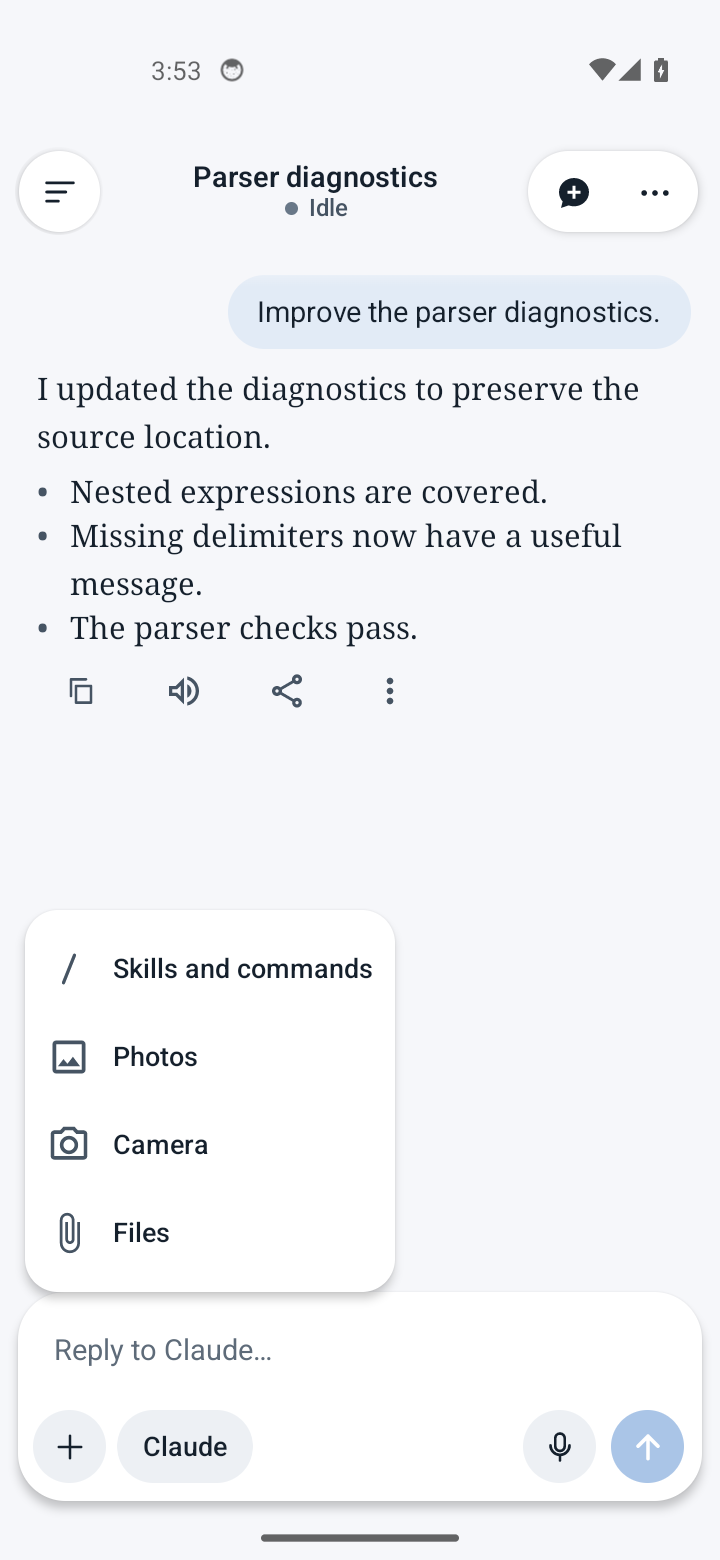 3:53
Parser diagnostics
Idle
Improve the parser diagnostics.
I updated the diagnostics to preserve the
source location.
• Nested expressions are covered.
• Missing delimiters now have a useful
message.
• The parser checks pass.
Skills and commands
Photos
Camera
Files
Reply to Claude…
Claude